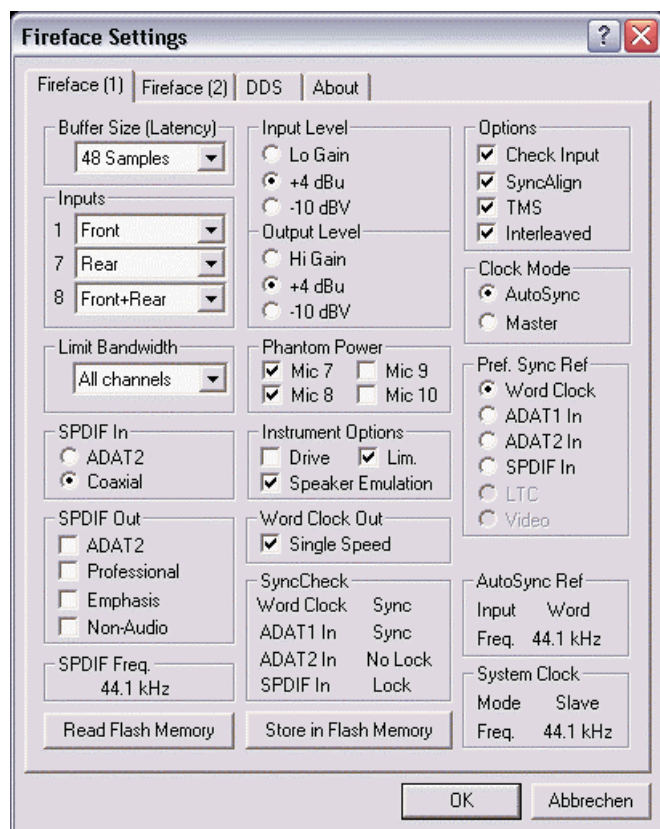 Fireface Settings
Fireface (1)
Fireface (2)
DDS
About
Buffer Size (Latency)
48 Samples
Inputs
1 Front
7 Rear
8 Front+Rear
Limit Bandwidth
All channels
SPDIF In
ADAT2
Coaxial
SPDIF Out
ADAT2
Professional
Emphasis
Non-Audio
SPDIF Freq.
44.1 kHz
Read Flash Memory
Input Level
Lo Gain
+4 dBu
-10 dBV
Output Level
Hi Gain
+4 dBu
-10 dBV
Phantom Power
Mic 7 Mic 9
Mic 8 Mic 10
Instrument Options
Drive Lim.
Speaker Emulation
Word Clock Out
Single Speed
SyncCheck
Word Clock Sync
ADAT1 In Sync
ADAT2 In No Lock
SPDIF In Lock
Store in Flash Memory
Options
Check Input
SyncAlign
TMS
Interleaved
Clock Mode
AutoSync
Master
Pref. Sync Ref
Word Clock
ADAT1 In
ADAT2 In
SPDIF In
LTC
Video
AutoSync Ref
Input Word
Freq. 44.1 kHz
System Clock
Mode Slave
Freq. 44.1 kHz
OK
Abbrechen